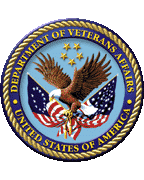 DEPARTMENT OF VETERANS AFFAIRS
UNITED STATES OF AMERICA